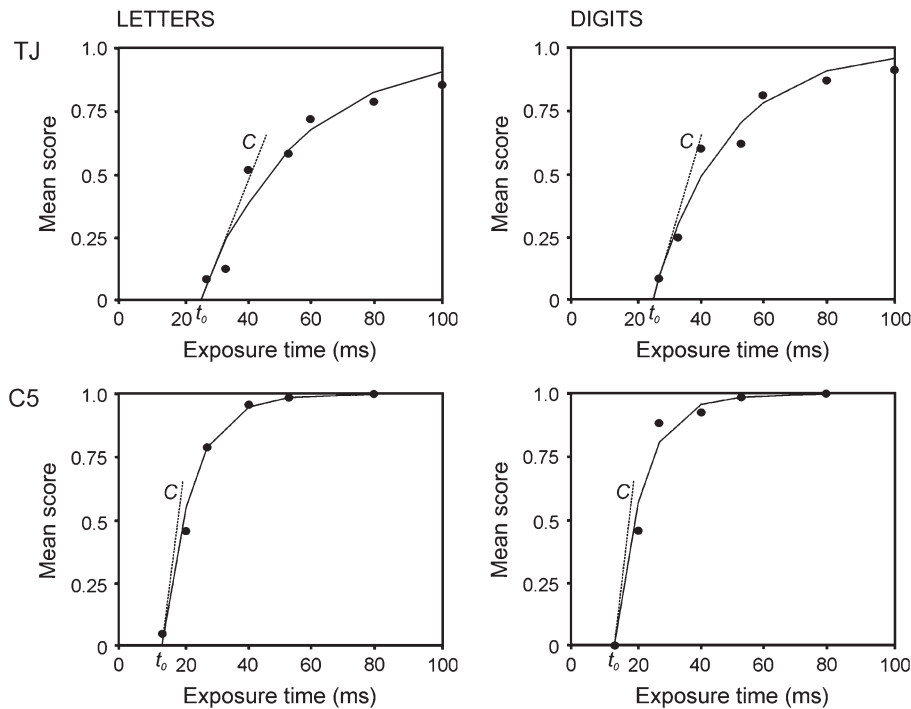 LETTERS DIGITS
TJ
1.0 1.0
0.75 0.75
C C
0.5 0.5
0.25 0.25
0 0
Mean score Mean score
0 20 t₀ 40 60 80 100 0 20 t₀ 40 60 80 100
Exposure time (ms) Exposure time (ms)
C5
1.0 1.0
0.75 0.75
C C
0.5 0.5
0.25 0.25
0 0
Mean score Mean score
0 t₀ 20 40 60 80 100 0 t₀ 20 40 60 80 100
Exposure time (ms) Exposure time (ms)